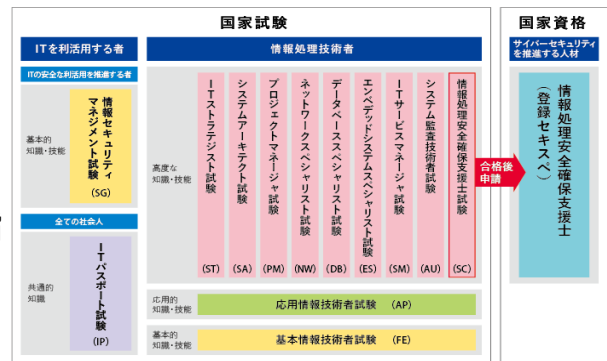 国家試験
国家資格
ITを利活用する者
情報処理技術者
サイバーセキュリティ
を推進する人材
ITの安全な利活用を推進する者
基本的
知識・技能
情報セキュリティ
マネジメント試験
(SG)
全ての社会人
共通的
知識
ITパスポート試験
(IP)
高度な
知識・技能
ITストラテジスト試験
(ST)
システムアーキテクト試験
(SA)
プロジェクトマネージャ試験
(PM)
ネットワークスペシャリスト試験
(NW)
データベーススペシャリスト試験
(DB)
エンベデッドシステムスペシャリスト試験
(ES)
ITサービスマネージャ試験
(SM)
システム監査技術者試験
(AU)
情報処理安全確保支援士試験
(SC)
合格後
申請
情報処理安全確保支援士
(登録セキスペ)
応用的
知識・技能
応用情報技術者試験 (AP)
基本的
知識・技能
基本情報技術者試験 (FE)